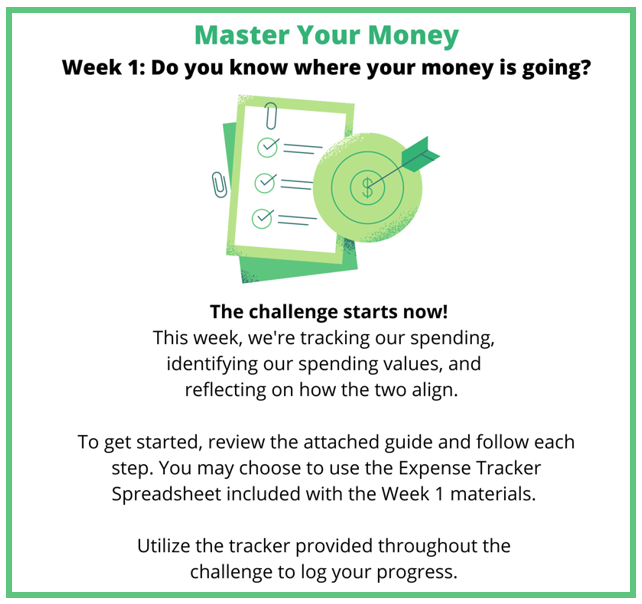 Master Your Money
Week 1: Do you know where your money is going?
$
The challenge starts now!
This week, we're tracking our spending,
identifying our spending values, and
reflecting on how the two align.
To get started, review the attached guide and follow each
step. You may choose to use the Expense Tracker
Spreadsheet included with the Week 1 materials.
Utilize the tracker provided throughout the
challenge to log your progress.